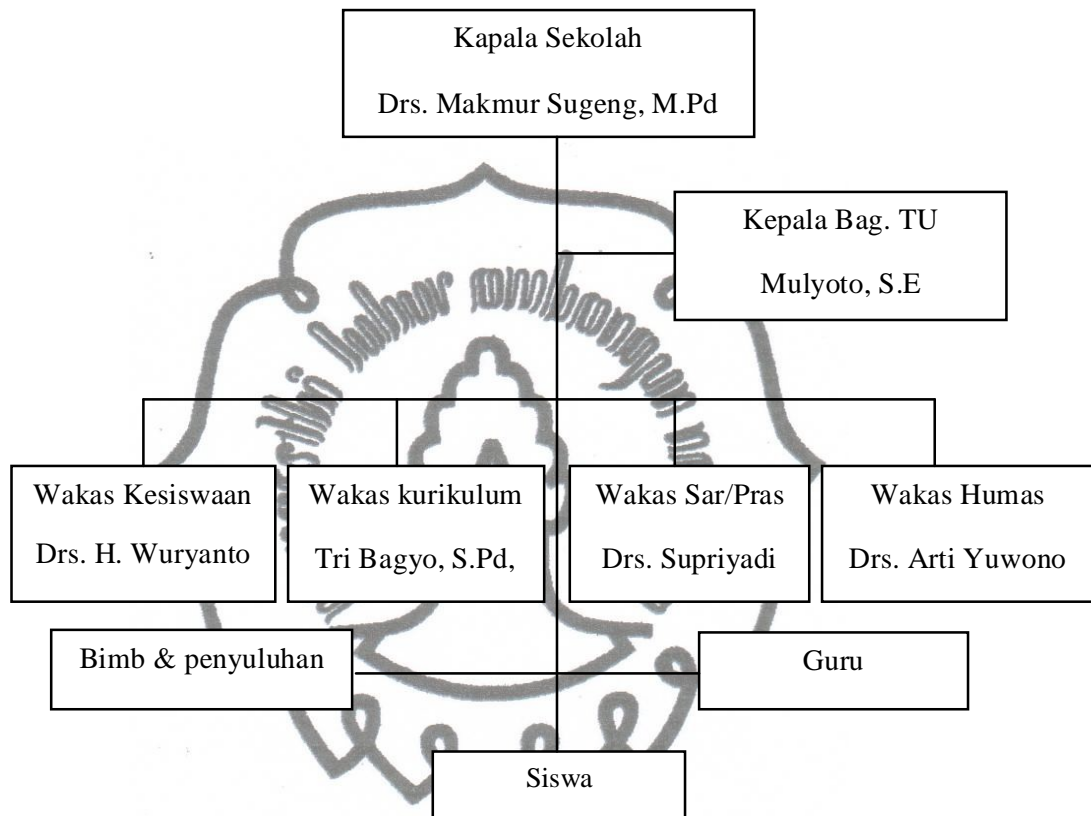 Kapala Sekolah
Drs. Makmur Sugeng, M.Pd
Kepala Bag. TU
Mulyoto, S.E
Wakas Kesiswaan
Drs. H. Wuryanto
Wakas kurikulum
Tri Bagyo, S.Pd,
Wakas Sar/Pras
Drs. Supriyadi
Wakas Humas
Drs. Arti Yuwono
Bimb & penyuluhan
Guru
Siswa